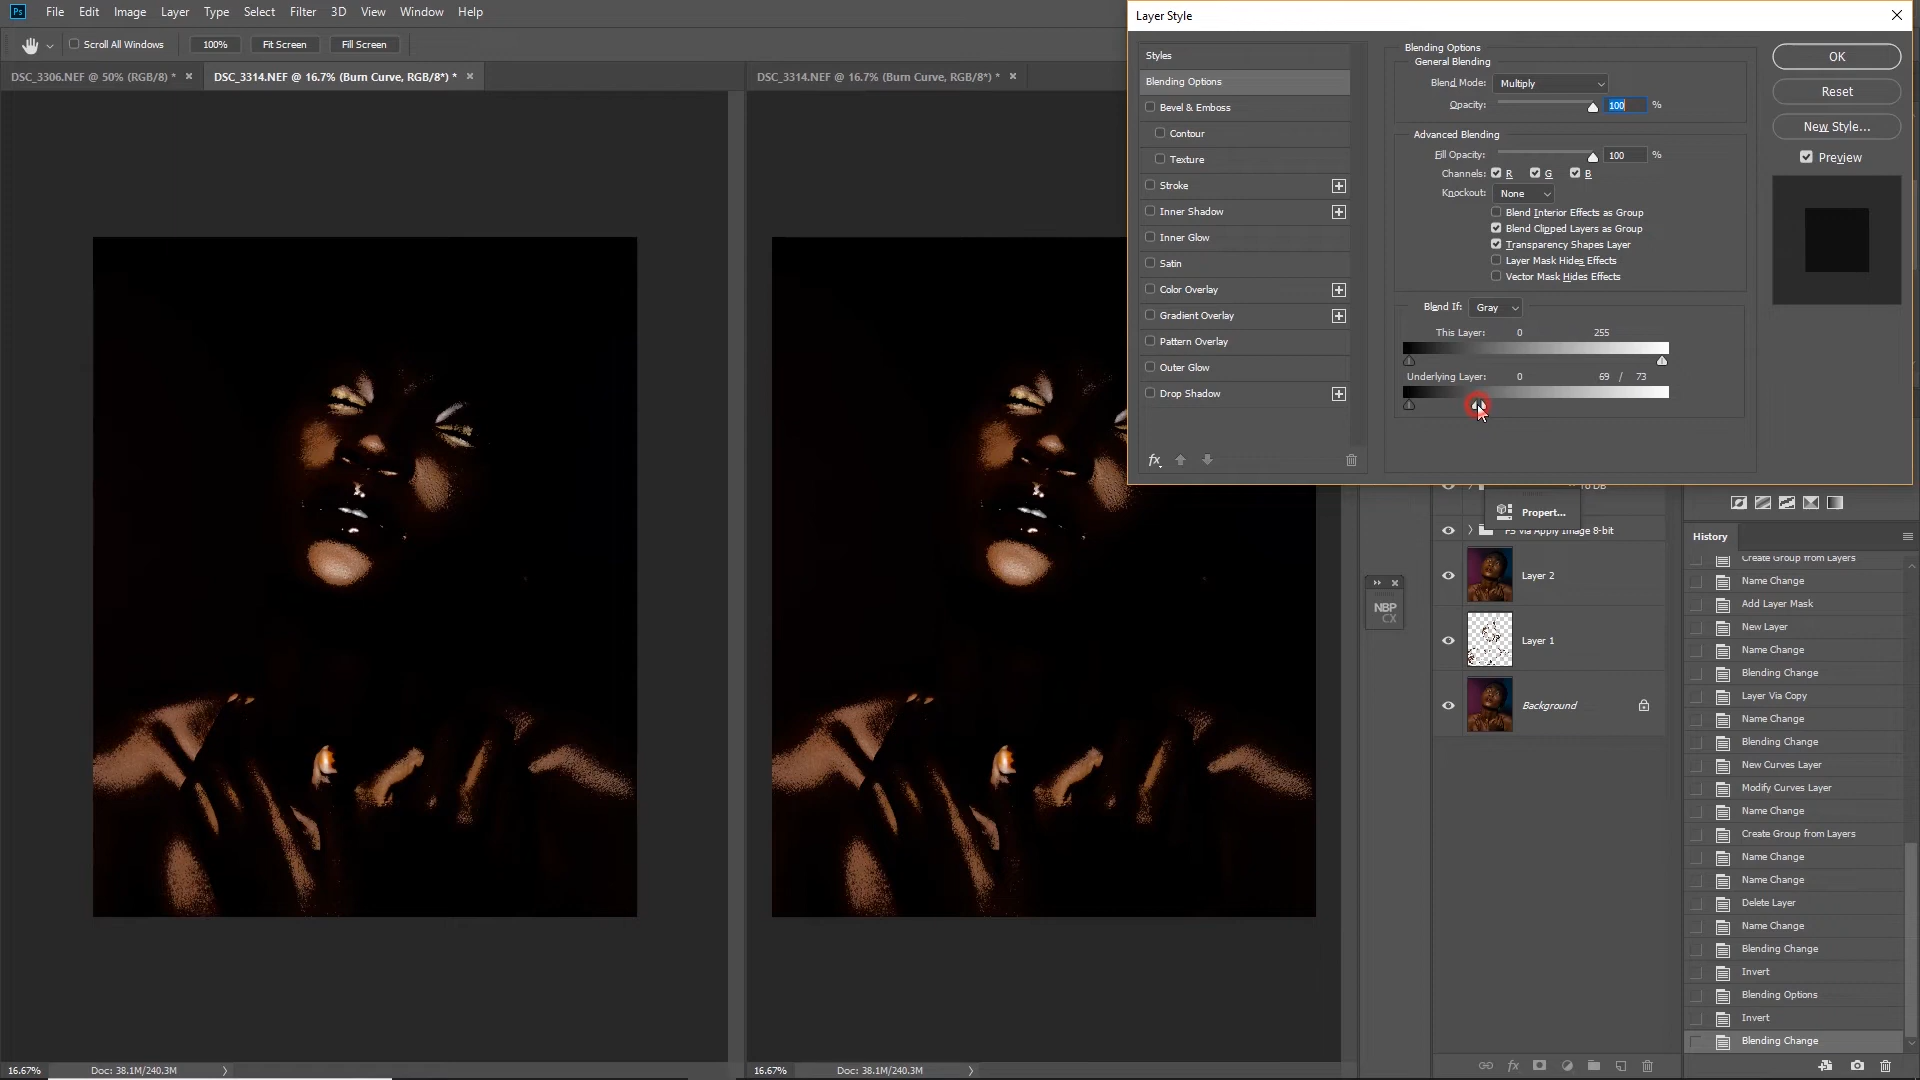 Ps File Edit Image Layer Type Select Filter 3D View Window Help
Scroll All Windows 100% Fit Screen Fill Screen
DSC_3306.NEF @ 50% (RGB/8) * × DSC_3314.NEF @ 16.7% (Burn Curve, RGB/8*) * ×
DSC_3314.NEF @ 16.7% (Burn Curve, RGB/8*) * ×
Layer Style
Styles
Blending Options
Bevel & Emboss
Contour
Texture
Stroke
Inner Shadow
Inner Glow
Satin
Color Overlay
Gradient Overlay
Pattern Overlay
Outer Glow
Drop Shadow
fx
Blending Options
General Blending
Blend Mode: Multiply
Opacity: 100 %
Advanced Blending
Fill Opacity: 100 %
Channels: R G B
Knockout: None
Blend Interior Effects as Group
Blend Clipped Layers as Group
Transparency Shapes Layer
Layer Mask Hides Effects
Vector Mask Hides Effects
Blend If: Gray
This Layer: 0 255
Underlying Layer: 0 69 / 73
OK
Reset
New Style...
Preview
Propert...
FS via Apply Image 8-bit
Layer 2
Layer 1
Background
NBP
CX
History
Create Group from Layers
Name Change
Add Layer Mask
New Layer
Name Change
Blending Change
Layer Via Copy
Name Change
Blending Change
New Curves Layer
Modify Curves Layer
Name Change
Create Group from Layers
Name Change
Name Change
Delete Layer
Name Change
Blending Change
Invert
Blending Options
Invert
Blending Change
16.67% Doc: 38.1M/240.3M
16.67% Doc: 38.1M/240.3M
fx